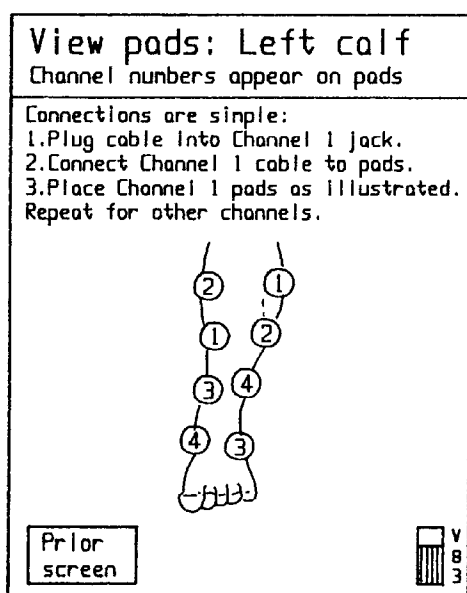 View pads: Left calf
Channel numbers appear on pads
Connections are sinple:
1.Plug cable into Channel 1 jack.
2.Connect Channel 1 cable to pads.
3.Place Channel 1 pads as illustrated.
Repeat for other channels.
2 1
1 2
3 4
4 3
Prior
screen
V
8
3